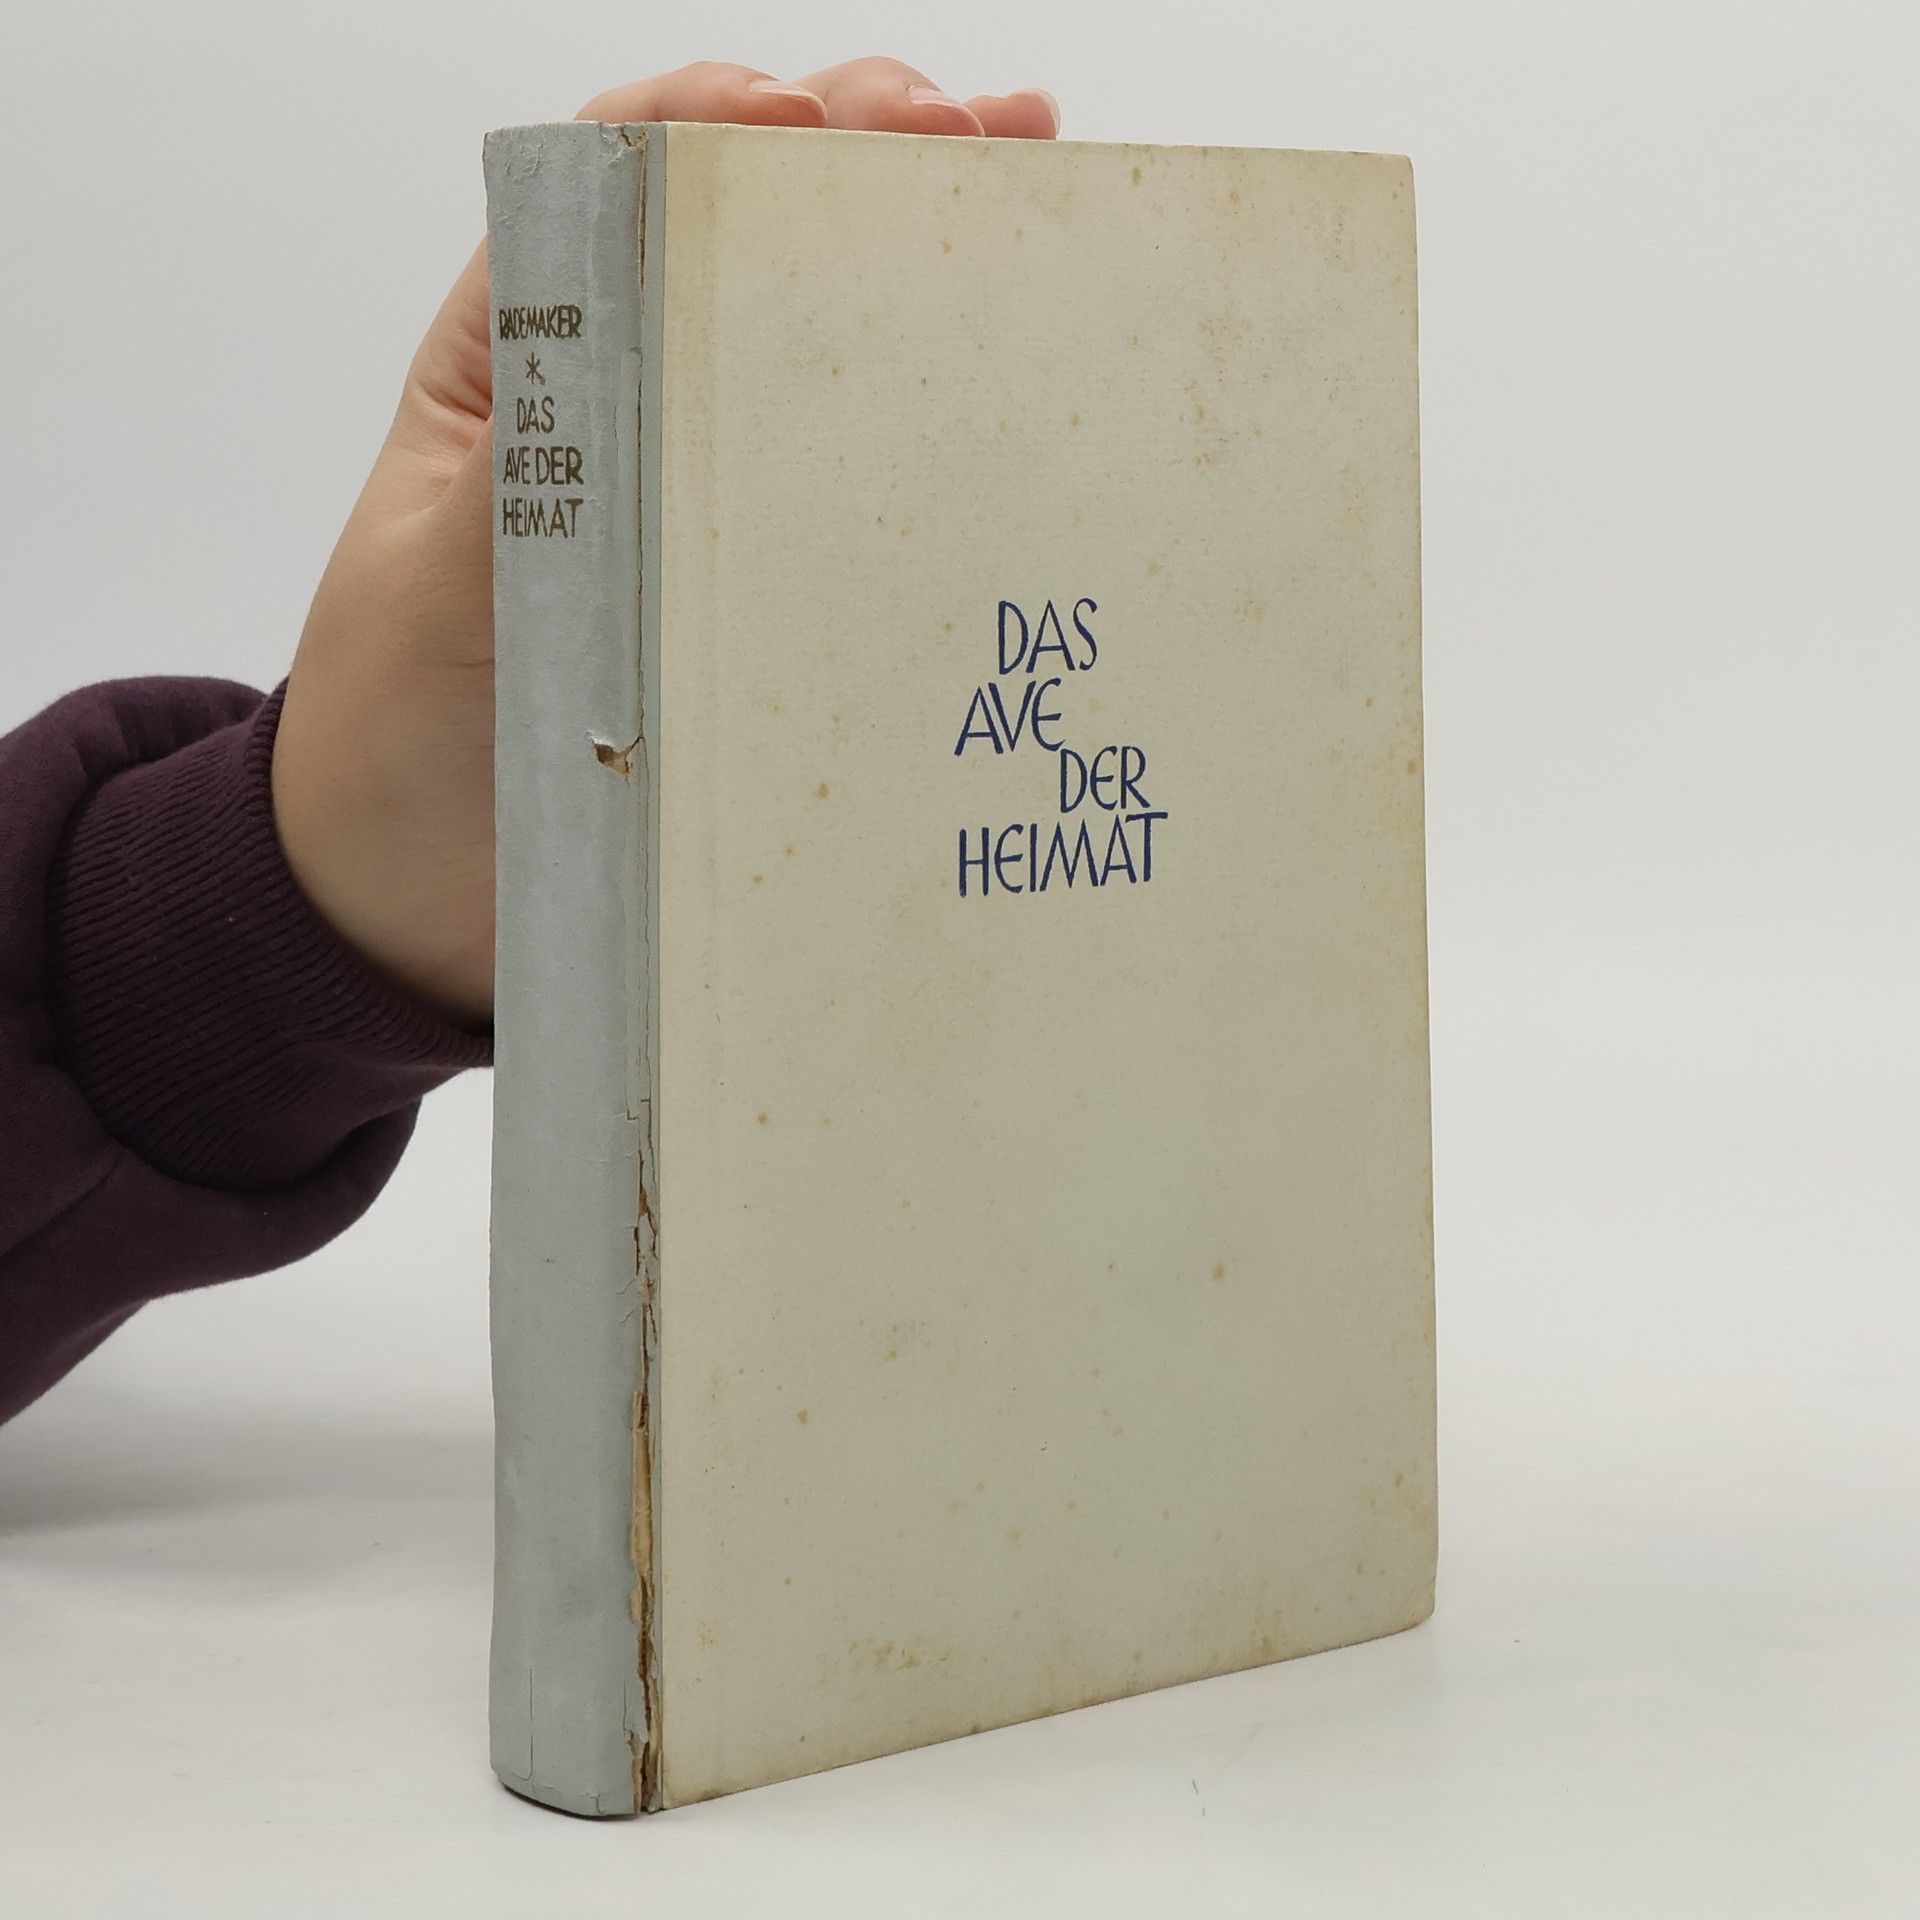 RADEMAKER
*
DAS
AVE DER
HEIMAT
DAS
AVE
DER
HEIMAT